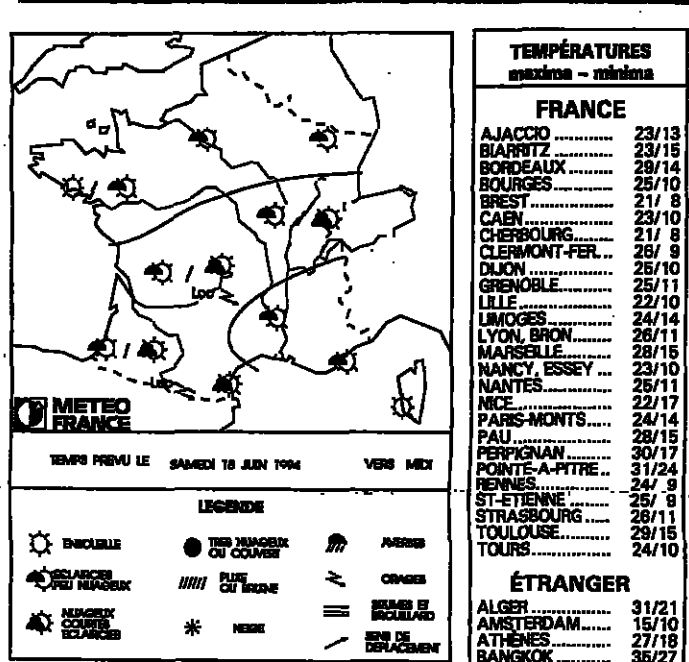 Loc
Loc
METEO
FRANCE
TEMPS PREVU LE SAMEDI 18 JUIN 1994 VERS MIDI
LEGENDE
ENSOLEILLE
ECLAIRCIES
PEU NUAGEUX
NUAGEUX
COURTES
ECLAIRCIES
TRES NUAGEUX
OU COUVERT
PLUIE
OU BRUINE
NEIGE
AVERSES
ORAGES
BRUMES ET
BROUILLARD
SENS DE
DEPLACEMENT
TEMPÉRATURES
maxima – minima
FRANCE
AJACCIO ............. 23/13
BIARRITZ ............ 23/15
BORDEAUX ......... 29/14
BOURGES ............ 25/10
BREST ................. 21/ 8
CAEN .................. 23/10
CHERBOURG ........ 21/ 8
CLERMONT-FER... 26/ 9
DIJON ................. 25/10
GRENOBLE .......... 25/11
LILLE .................. 22/10
LIMOGES ............ 24/14
LYON, BRON ........ 26/11
MARSEILLE .......... 28/15
NANCY, ESSEY ... 23/10
NANTES .............. 25/11
NICE ................... 22/17
PARIS-MONTS ..... 24/14
PAU .................... 28/15
PERPIGNAN ......... 30/17
POINTE-A-PITRE .. 31/24
RENNES .............. 24/ 9
ST-ETIENNE ......... 25/ 9
STRASBOURG ..... 26/11
TOULOUSE .......... 29/15
TOURS ................ 24/10
ÉTRANGER
ALGER ................ 31/21
AMSTERDAM ...... 15/10
ATHÈNES ............ 27/18
BANGKOK ........... 35/27